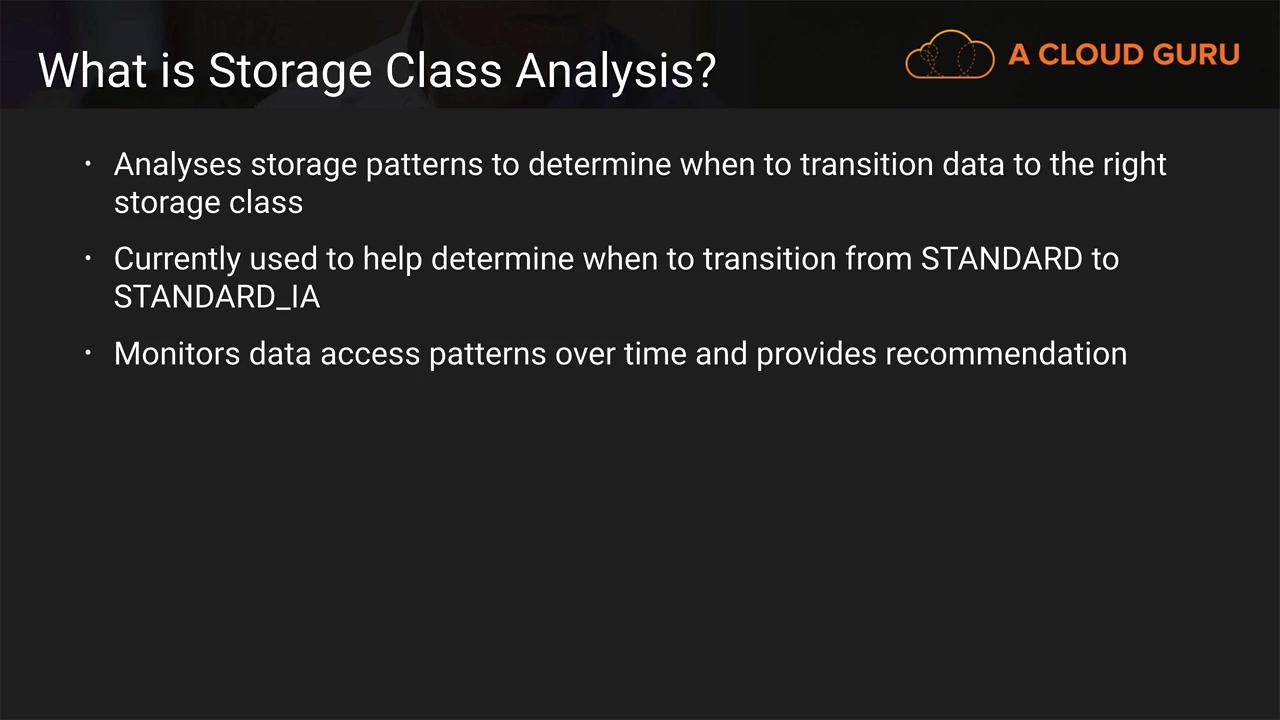 What is Storage Class Analysis?
A CLOUD GURU
· Analyses storage patterns to determine when to transition data to the right
storage class
· Currently used to help determine when to transition from STANDARD to
STANDARD_IA
· Monitors data access patterns over time and provides recommendation